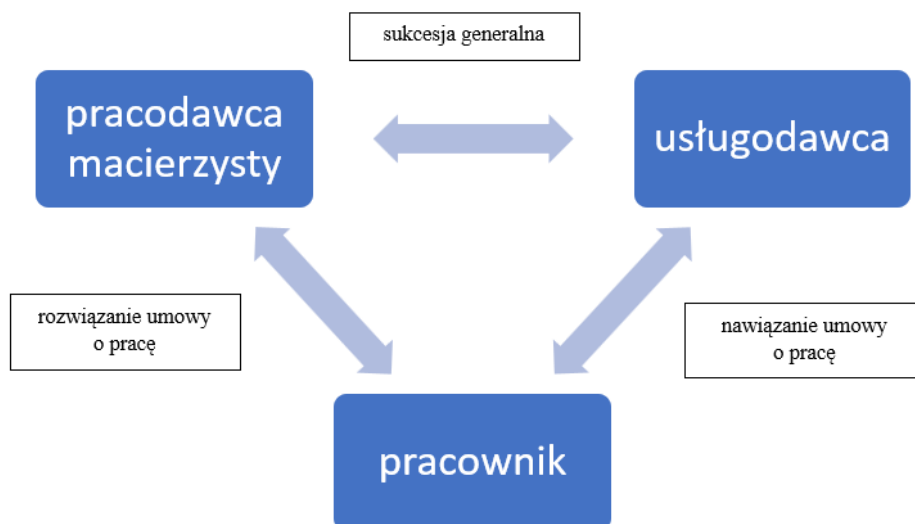 sukcesja generalna
pracodawca
macierzysty
usługodawca
rozwiązanie umowy
o pracę
nawiązanie umowy
o pracę
pracownik